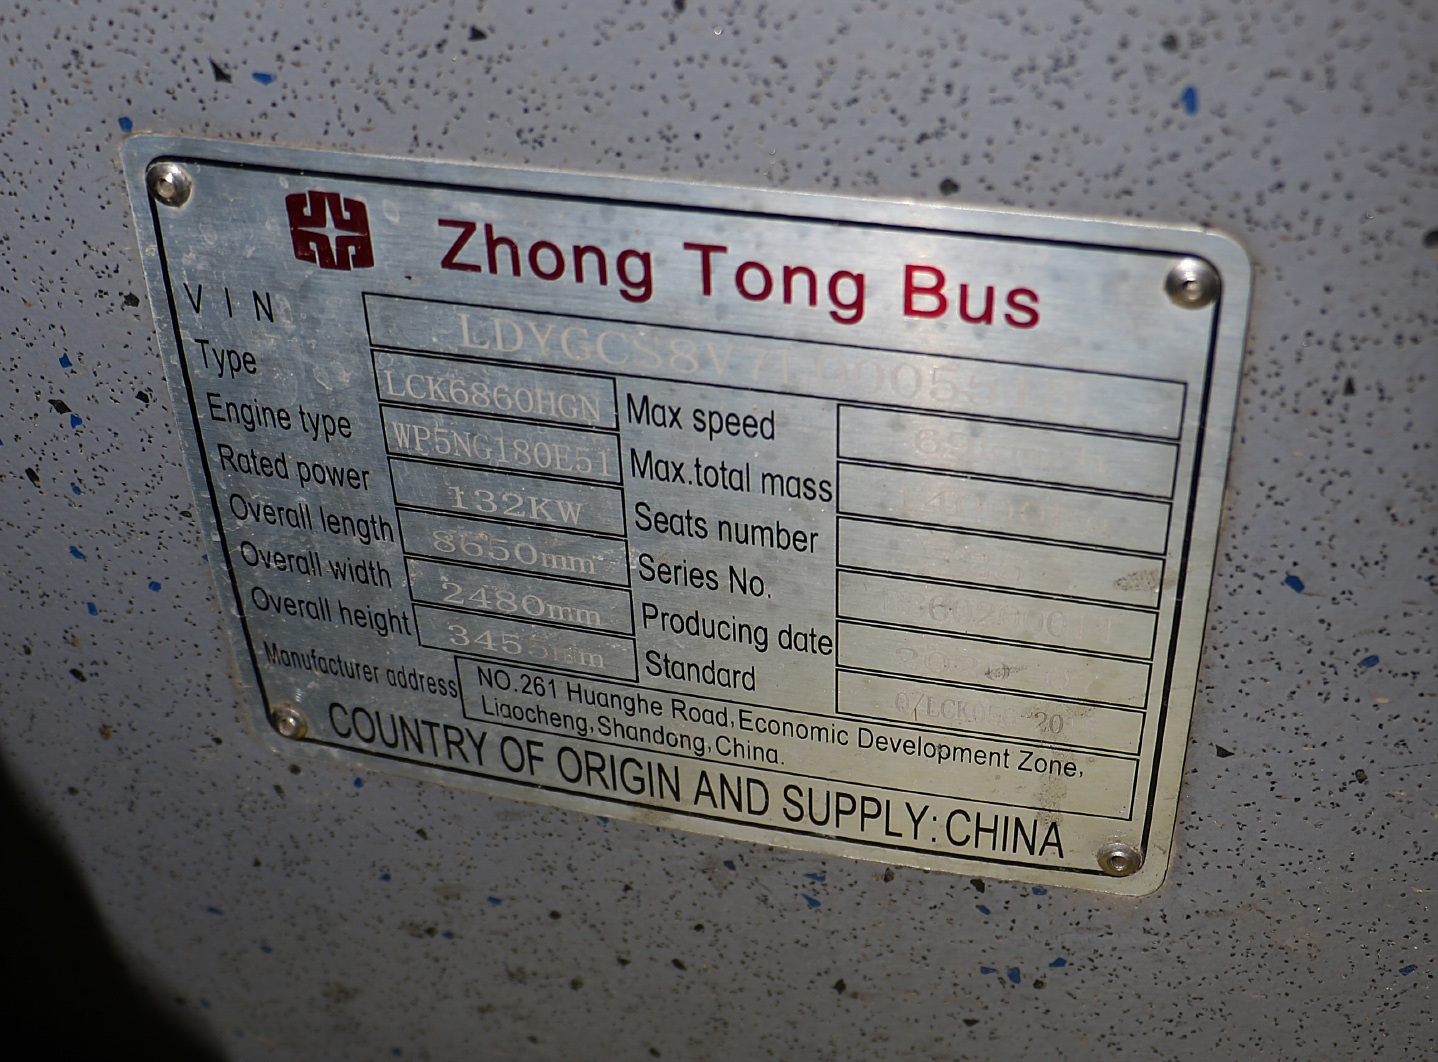 Zhong Tong Bus
VIN
Type LCK6860HGN Max speed
Engine type WP5NG180E51 Max.total mass
Rated power 132KW Seats number
Overall length 8650mm Series No.
Overall width 2480mm Producing date
Overall height Standard
Manufacturer address NO.261 Huanghe Road,Economic Development Zone,
Liaocheng,Shandong,China.
COUNTRY OF ORIGIN AND SUPPLY:CHINA